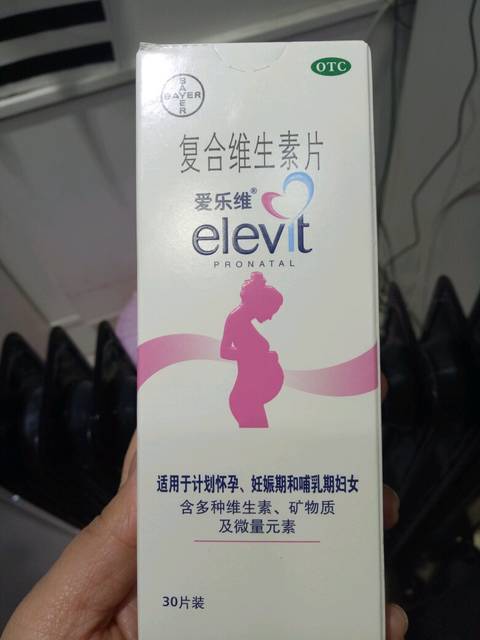 OTC
BAYER
BAYER
复合维生素片
爱乐维®
elevit
PRONATAL
适用于计划怀孕、妊娠期和哺乳期妇女
含多种维生素、矿物质
及微量元素
30片装